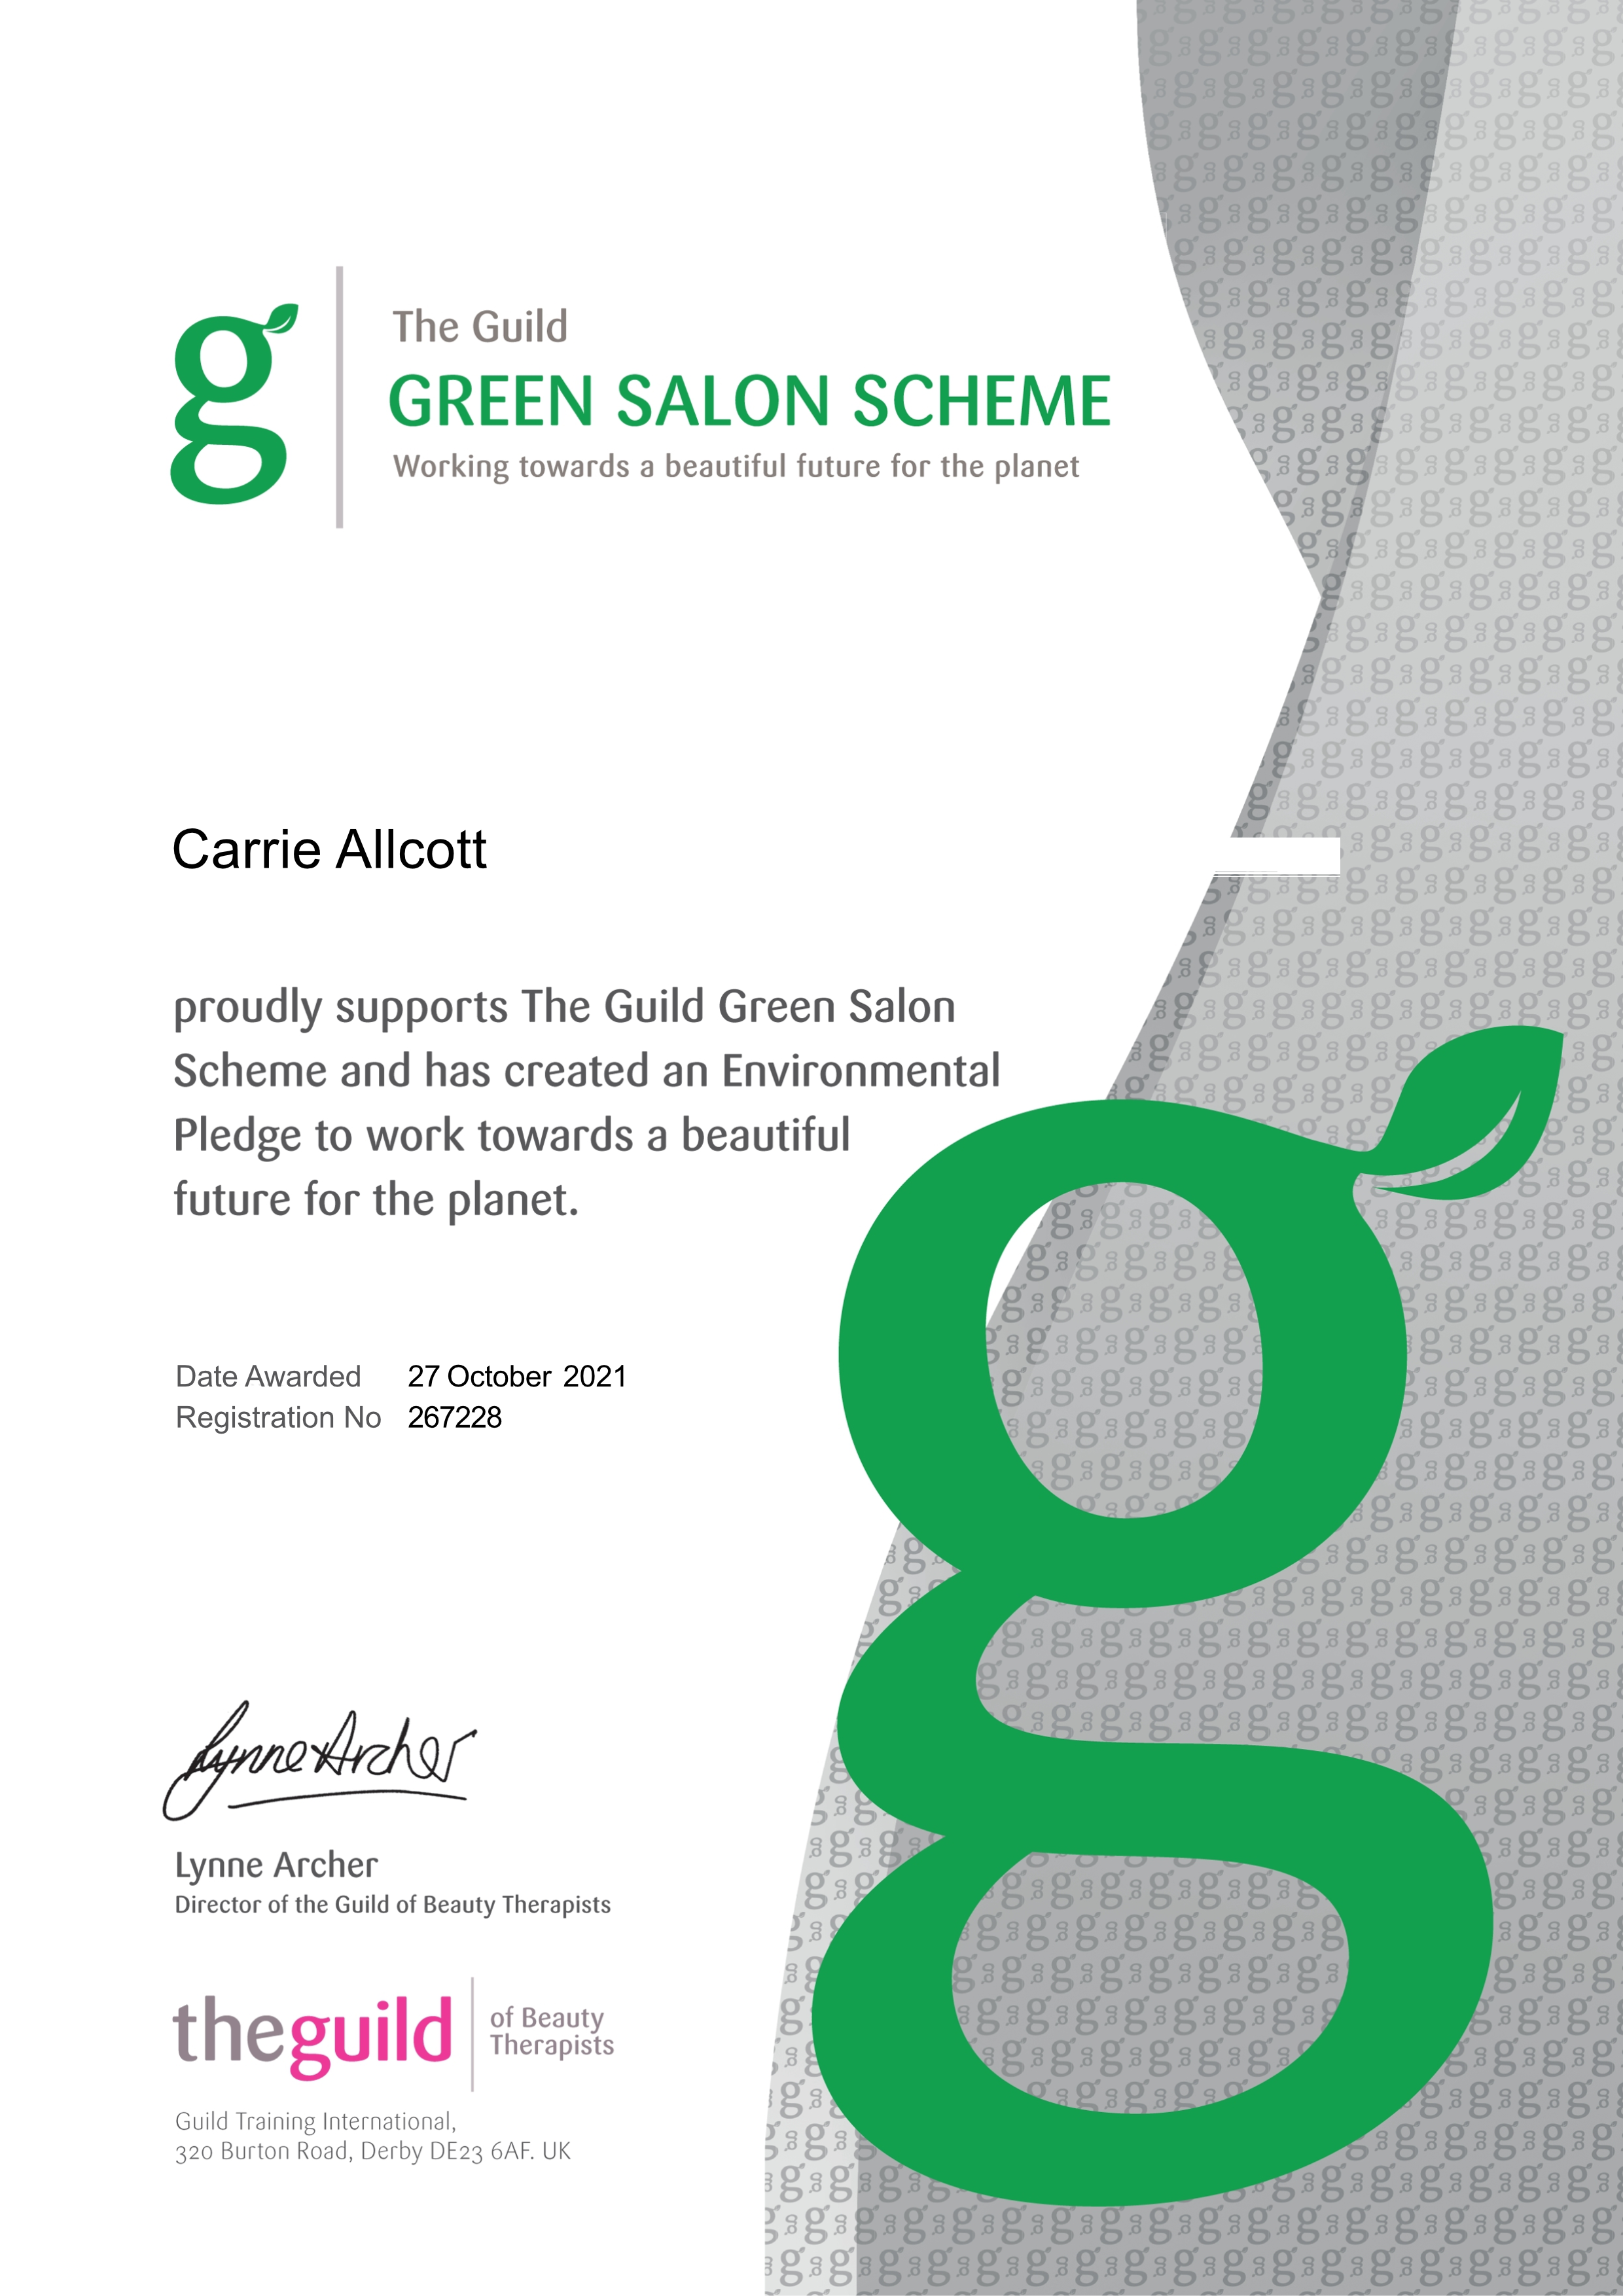 g
The Guild
GREEN SALON SCHEME
Working towards a beautiful future for the planet
Carrie Allcott
proudly supports The Guild Green Salon
Scheme and has created an Environmental
Pledge to work towards a beautiful
future for the planet.
Date Awarded 27 October 2021
Registration No 267228
Lynne Archer
Lynne Archer
Director of the Guild of Beauty Therapists
theguild
of Beauty
Therapists
Guild Training International,
320 Burton Road, Derby DE23 6AF. UK
g